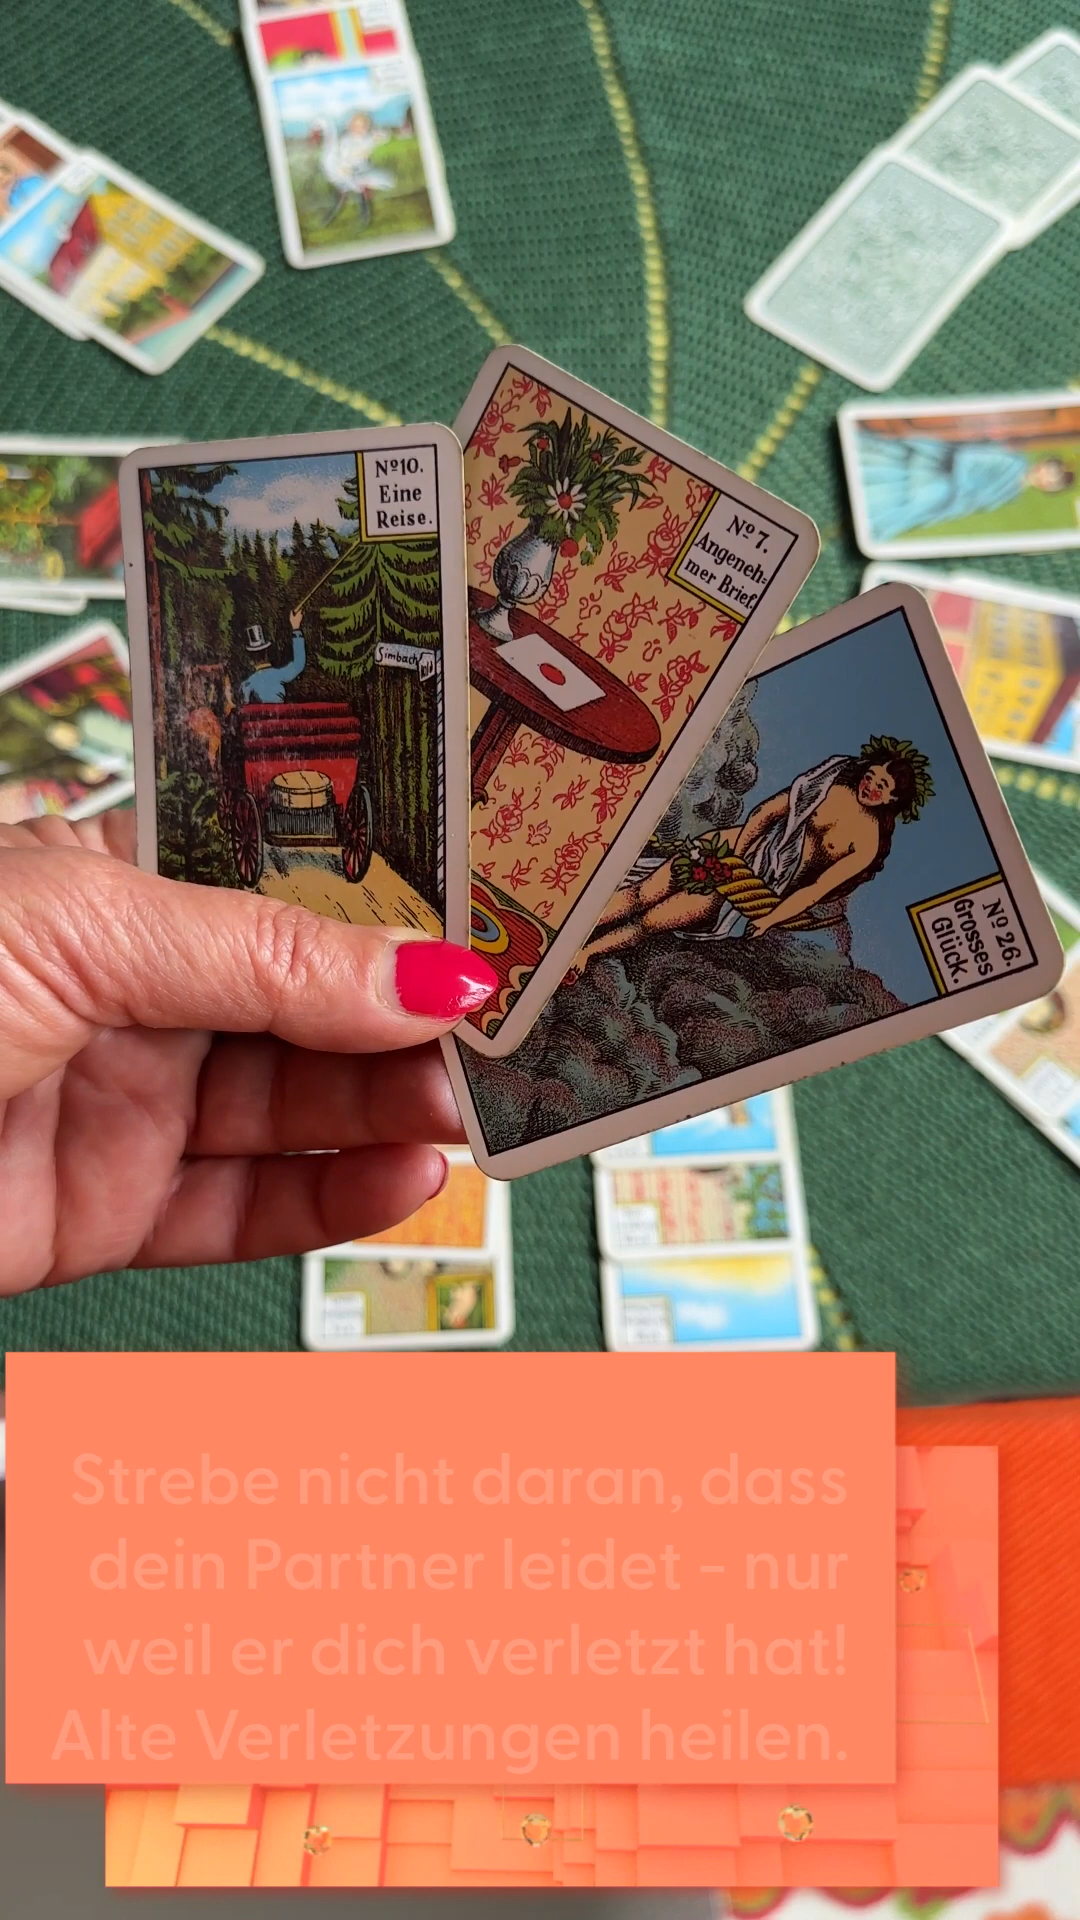 Nº10.
Eine
Reise.
Simbach
Nº 7.
Angeneh=
mer Brief.
Nº 26.
Grosses
Glück.
Strebe nicht daran, dass
dein Partner leidet - nur
weil er dich verletzt hat!
Alte Verletzungen heilen.